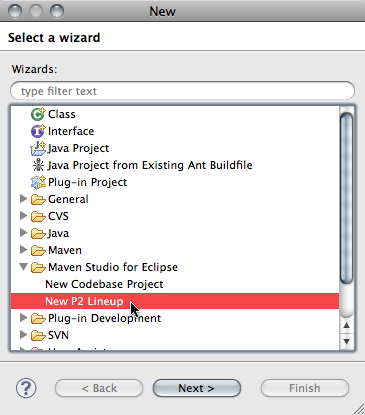 New
Select a wizard
Wizards:
type filter text
Class
Interface
Java Project
Java Project from Existing Ant Buildfile
Plug-in Project
General
CVS
Java
Maven
Maven Studio for Eclipse
New Codebase Project
New P2 Lineup
Plug-in Development
SVN
? < Back Next > Finish